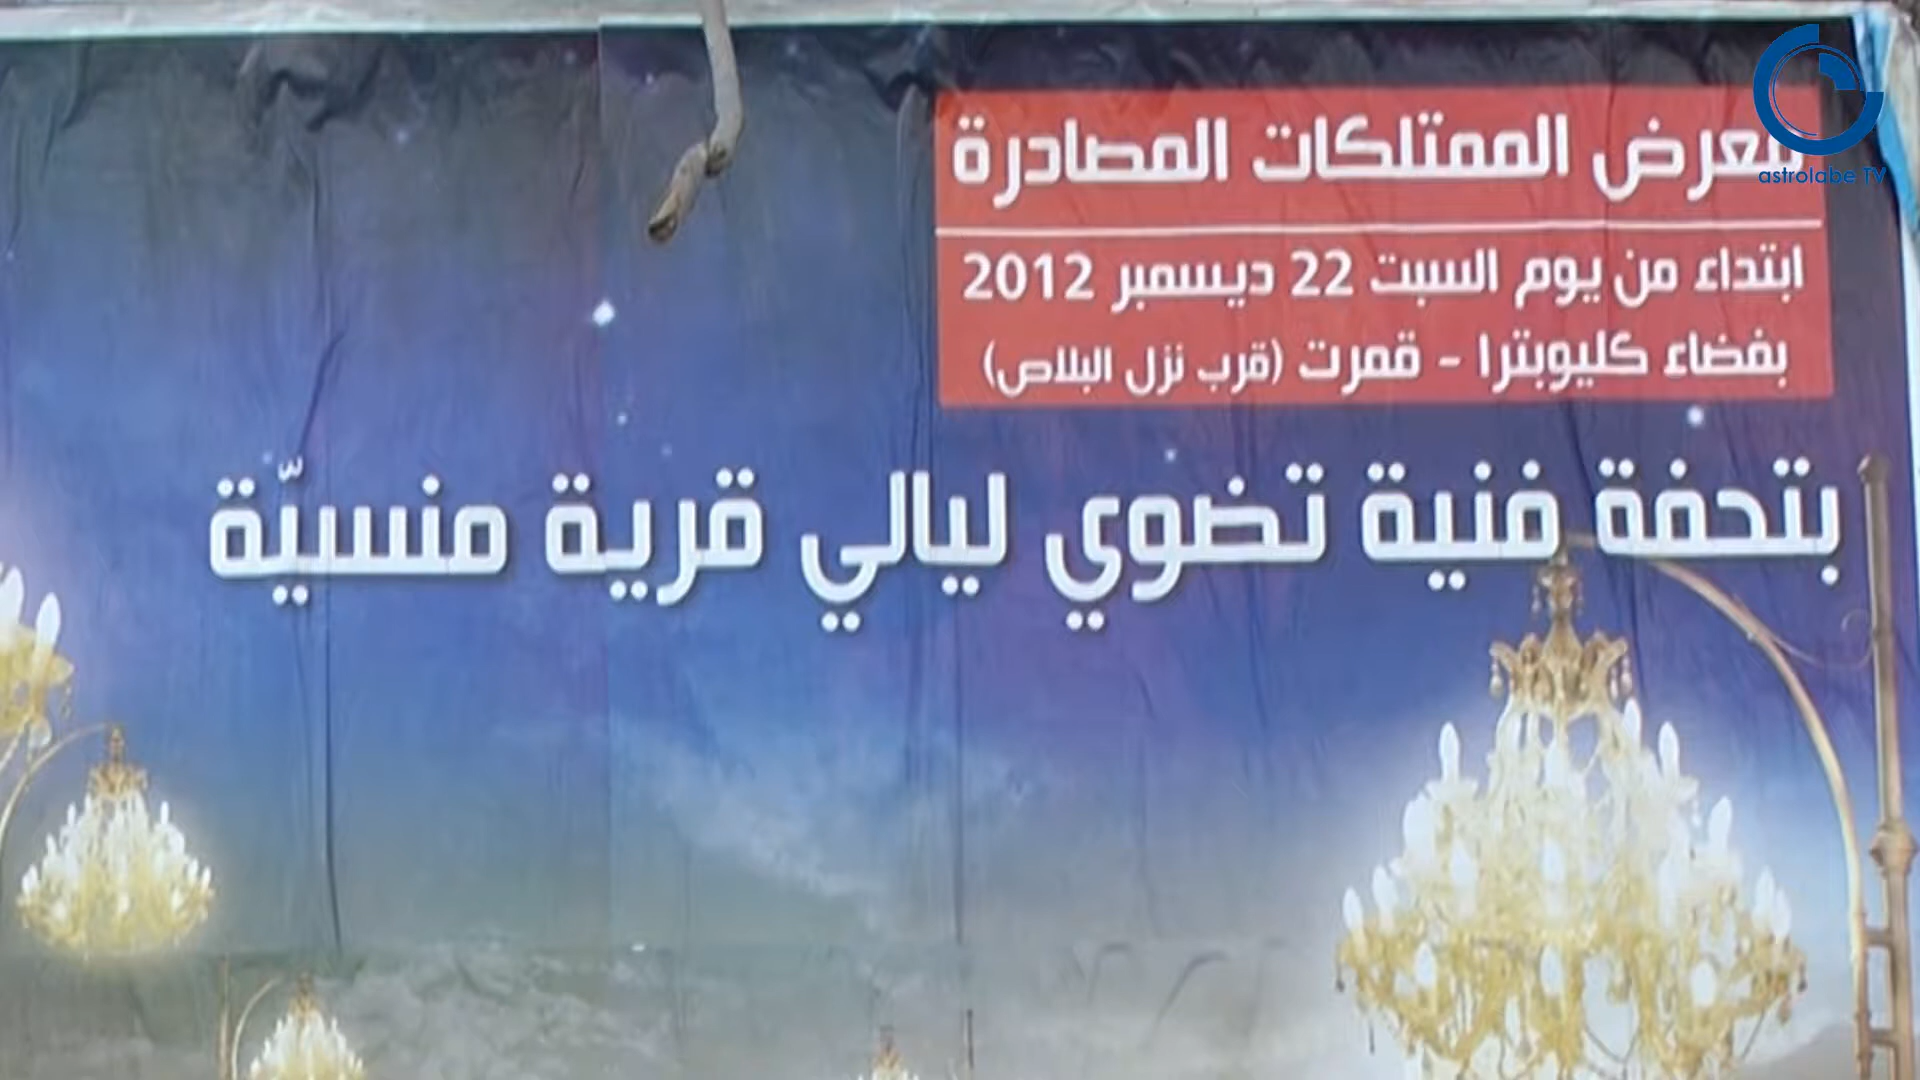 الممتلكات المصادرة
astrolabe TV
ابتداء من يوم السبت 22 ديسمبر 2012
بفضاء كليوبترا - قمرت (قرب نزل البلاص)
بتحفة فنية تضوي ليالي قرية منسيّة